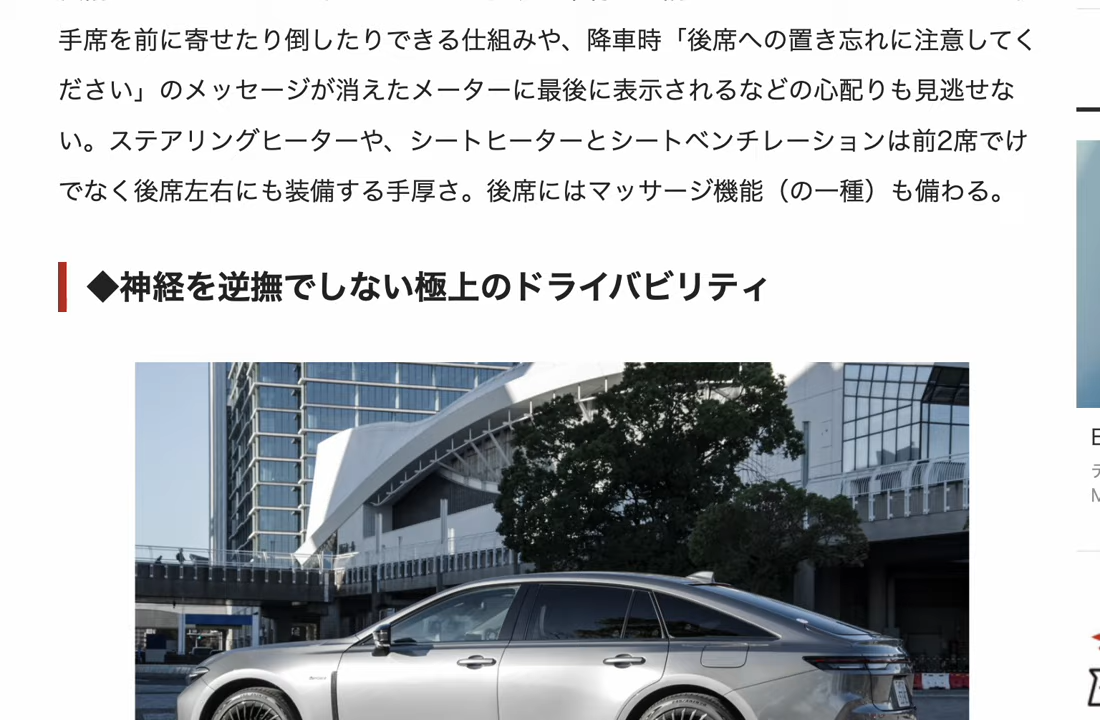 手席を前に寄せたり倒したりできる仕組みや、降車時「後席への置き忘れに注意してく
ださい」のメッセージが消えたメーターに最後に表示されるなどの心配りも見逃せな
い。ステアリングヒーターや、シートヒーターとシートベンチレーションは前2席でけ
でなく後席左右にも装備する手厚さ。後席にはマッサージ機能（の一種）も備わる。
◆神経を逆撫でしない極上のドライバビリティ